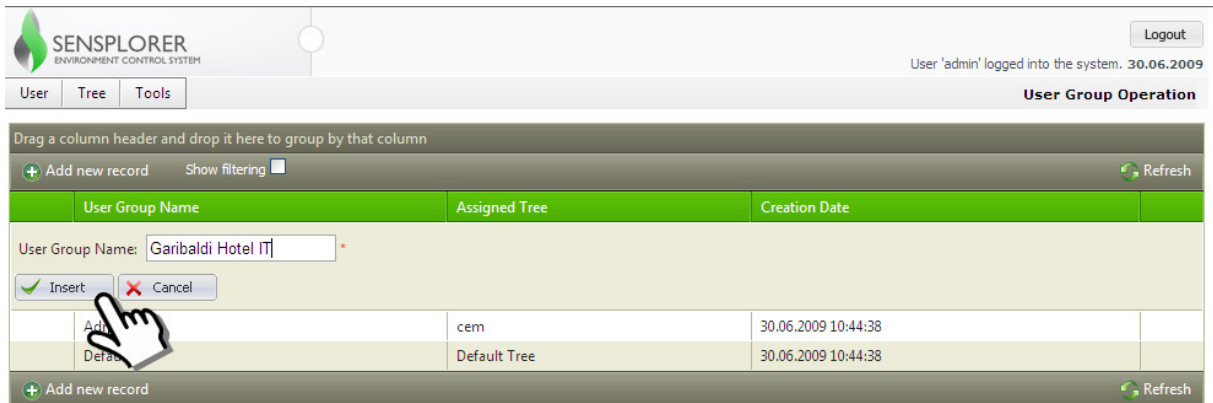 SENSPLORER
ENVIRONMENT CONTROL SYSTEM
Logout
User 'admin' logged into the system. 30.06.2009
User Tree Tools
User Group Operation
Drag a column header and drop it here to group by that column
Add new record Show filtering Refresh
User Group Name Assigned Tree Creation Date
User Group Name: Garibaldi Hotel IT *
Insert Cancel
cem 30.06.2009 10:44:38
Default Tree 30.06.2009 10:44:38
Add new record Refresh